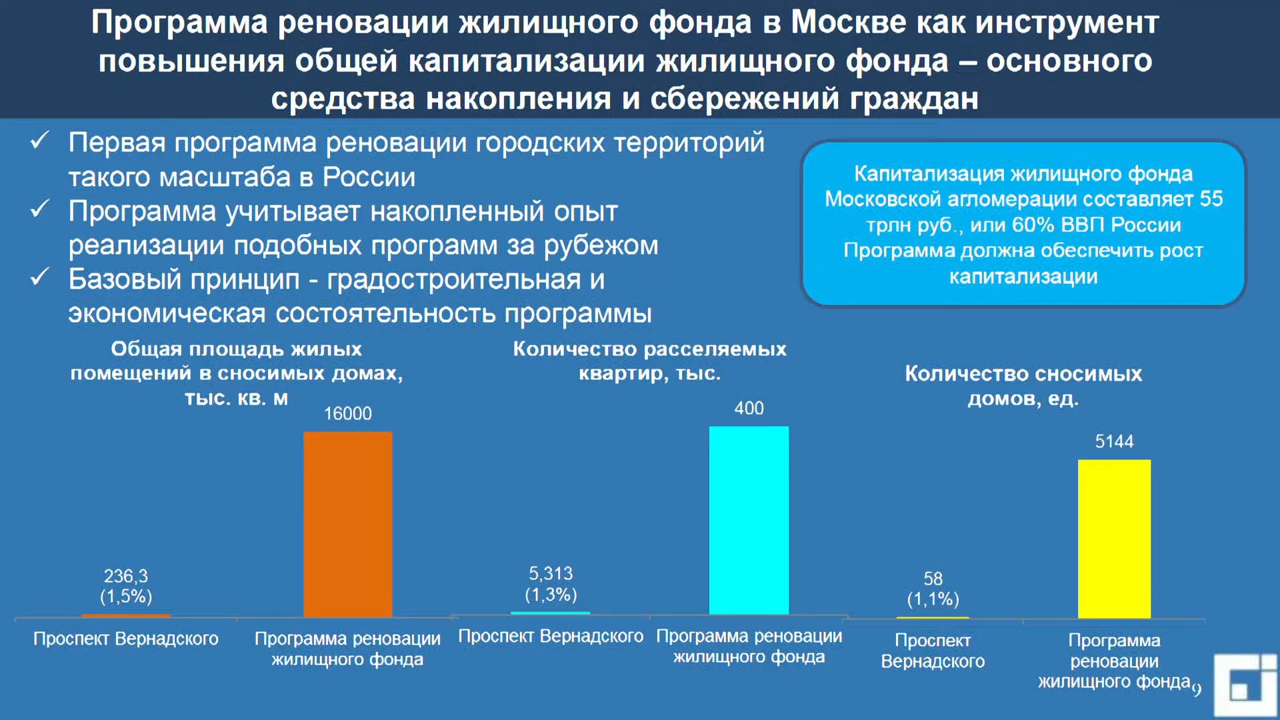 Программа реновации жилищного фонда в Москве как инструмент
повышения общей капитализации жилищного фонда – основного
средства накопления и сбережений граждан
✓ Первая программа реновации городских территорий
такого масштаба в России
✓ Программа учитывает накопленный опыт
реализации подобных программ за рубежом
✓ Базовый принцип - градостроительная и
экономическая состоятельность программы
Капитализация жилищного фонда
Московской агломерации составляет 55
трлн руб., или 60% ВВП России
Программа должна обеспечить рост
капитализации
Общая площадь жилых
помещений в сносимых домах,
тыс. кв. м
16000
236,3
(1,5%)
Проспект Вернадского
Программа реновации
жилищного фонда
Количество расселяемых
квартир, тыс.
400
5,313
(1,3%)
Проспект Вернадского
Программа реновации
жилищного фонда
Количество сносимых
домов, ед.
5144
58
(1,1%)
Проспект
Вернадского
Программа
реновации
жилищного фонда
9